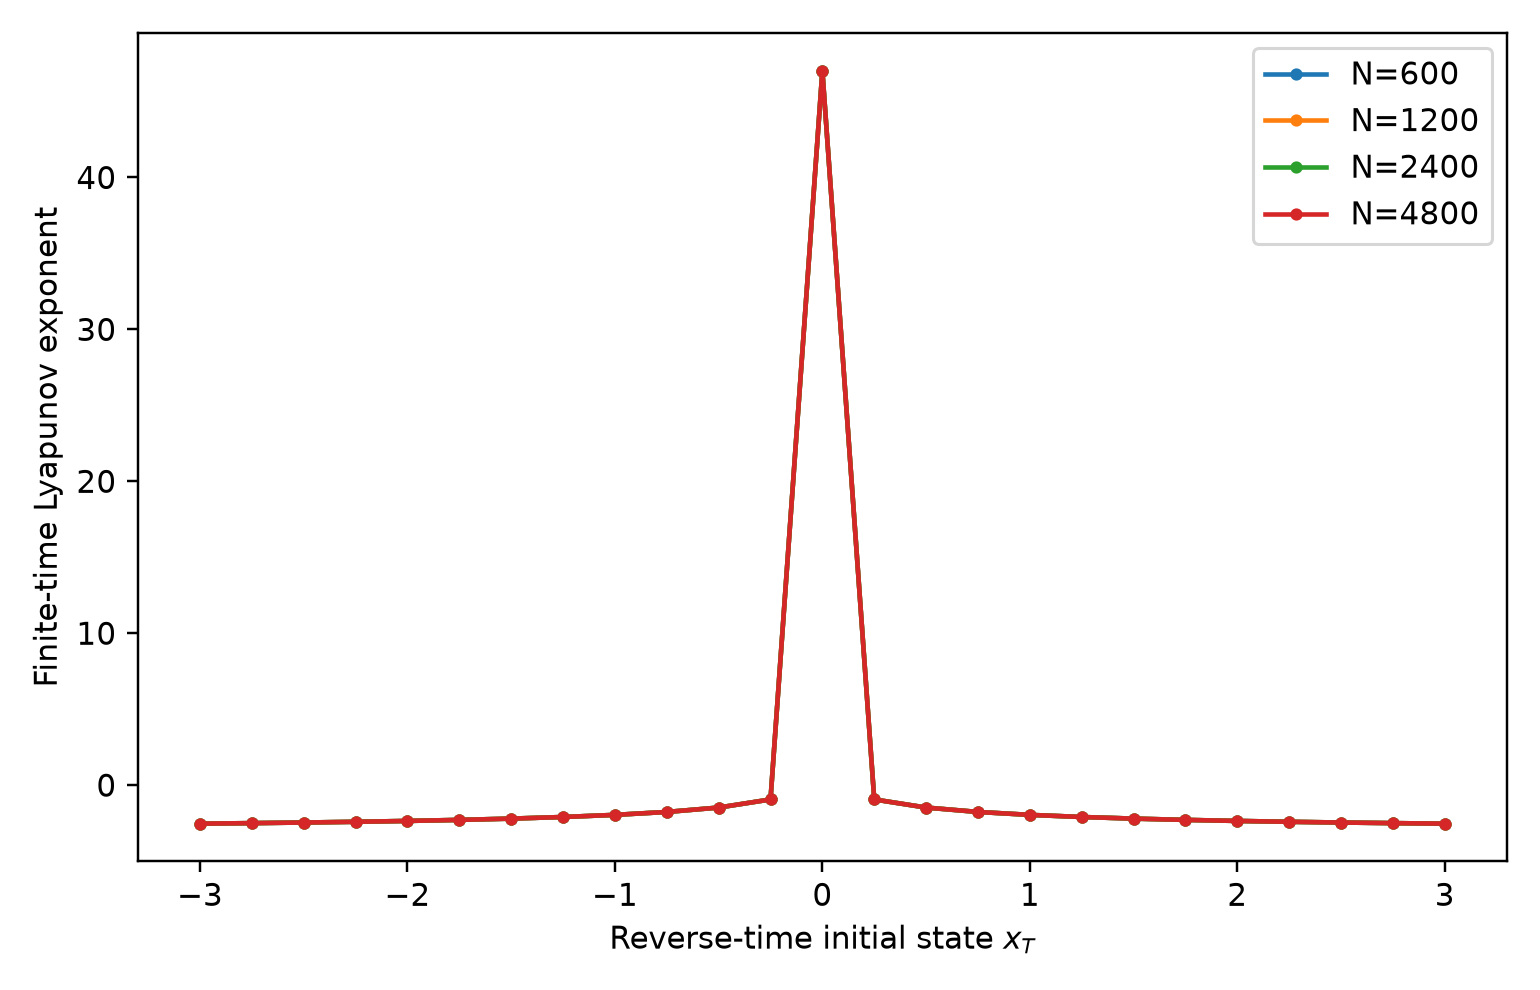 N=600
N=1200
N=2400
N=4800
Finite-time Lyapunov exponent
40
30
20
10
0
−3
−2
−1
0
1
2
3
Reverse-time initial state x_T